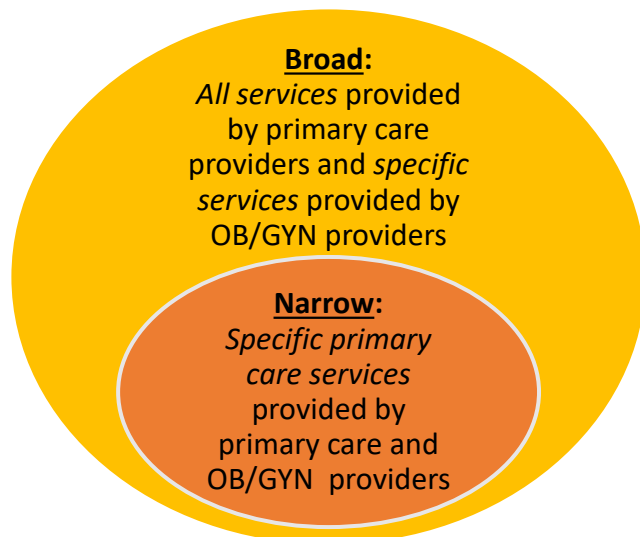 Broad:
All services provided
by primary care
providers and specific
services provided by
OB/GYN providers
Narrow:
Specific primary
care services
provided by
primary care and
OB/GYN  providers